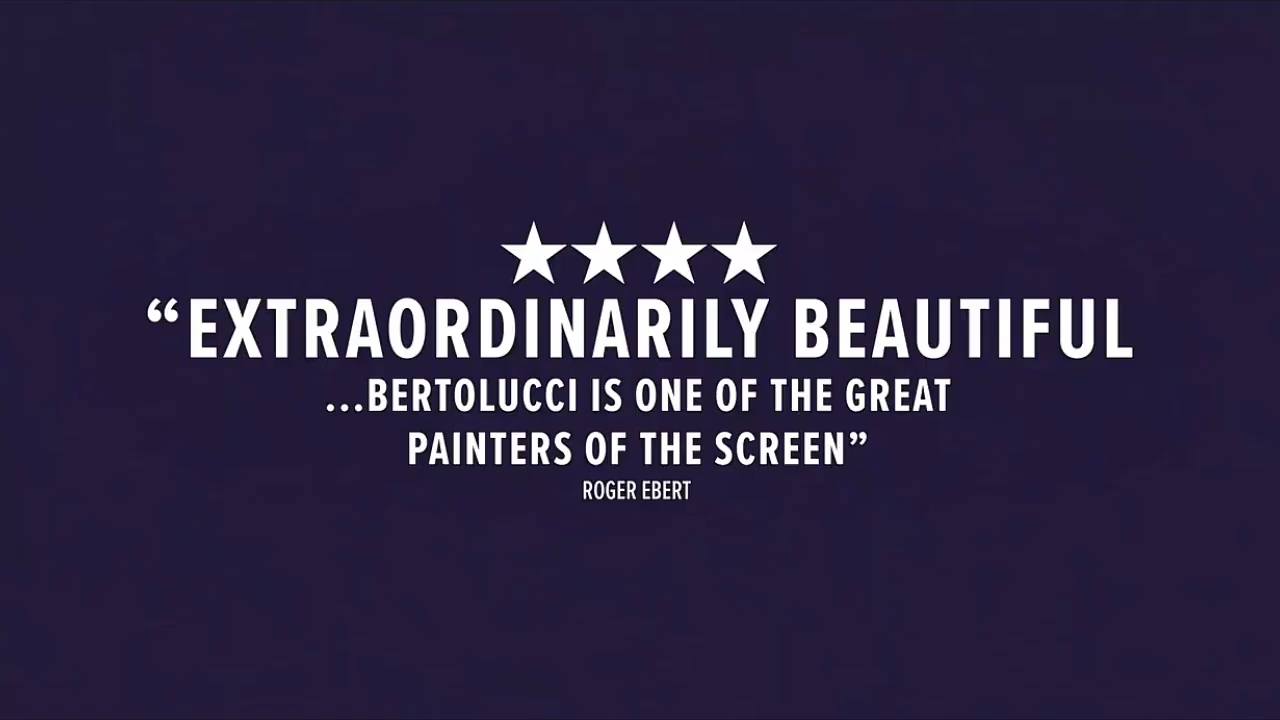 “EXTRAORDINARILY BEAUTIFUL
...BERTOLUCCI IS ONE OF THE GREAT
PAINTERS OF THE SCREEN”
ROGER EBERT